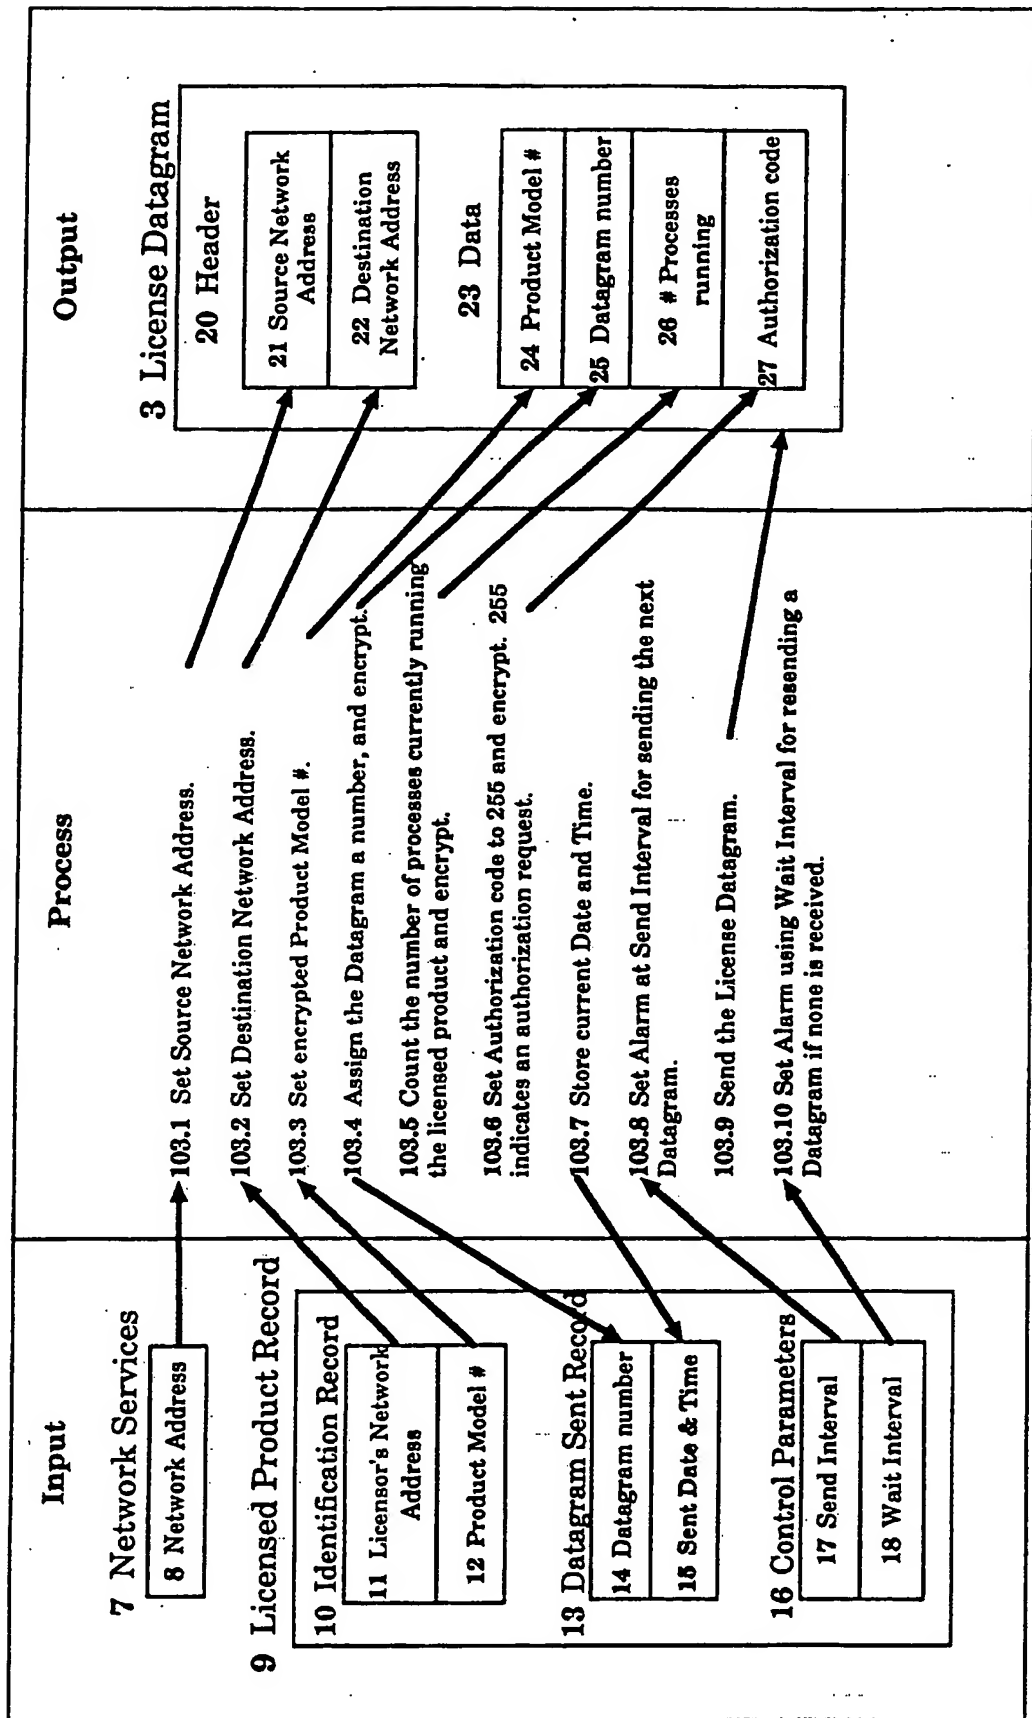 Input
7 Network Services
8 Network Address
9 Licensed Product Record
10 Identification Record
11 Licensor's Network
Address
12 Product Model #
13 Datagram Sent Record
14 Datagram number
15 Sent Date & Time
16 Control Parameters
17 Send Interval
18 Wait Interval
Process
103.1 Set Source Network Address.
103.2 Set Destination Network Address.
103.3 Set encrypted Product Model #.
103.4 Assign the Datagram a number, and encrypt.
103.5 Count the number of processes currently running
the licensed product and encrypt.
103.6 Set Authorization code to 255 and encrypt. 255
indicates an authorization request.
103.7 Store current Date and Time.
103.8 Set Alarm at Send Interval for sending the next
Datagram.
103.9 Send the License Datagram.
103.10 Set Alarm using Wait Interval for resending a
Datagram if none is received.
Output
3 License Datagram
20 Header
21 Source Network
Address
22 Destination
Network Address
23 Data
24 Product Model #
25 Datagram number
26 # Processes
running
27 Authorization code